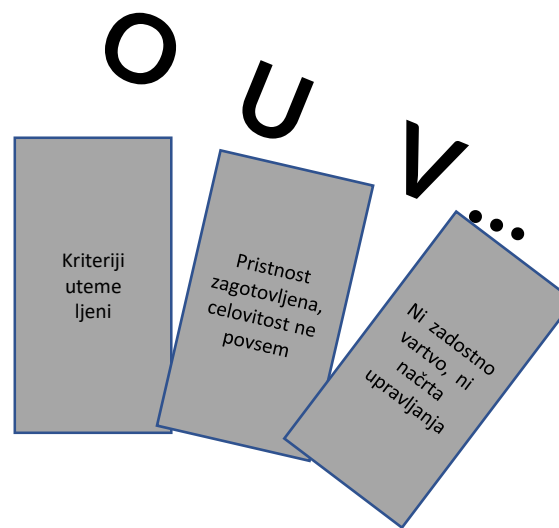 O U V...
Kriteriji
uteme
ljeni
Pristnost
zagotovljena,
celovitost ne
povsem
Ni zadostno
vartvo, ni
načrta
upravljanja